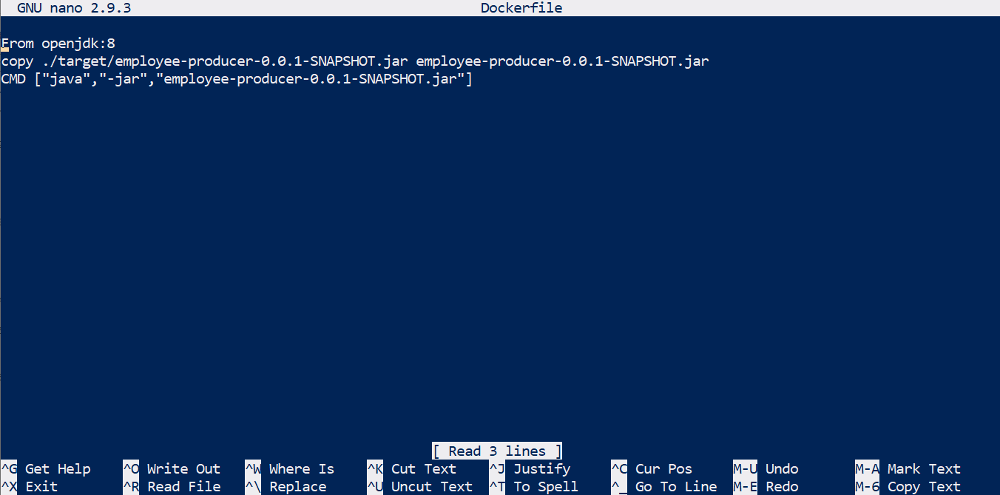 GNU nano 2.9.3 Dockerfile
From openjdk:8
copy ./target/employee-producer-0.0.1-SNAPSHOT.jar employee-producer-0.0.1-SNAPSHOT.jar
CMD ["java","-jar","employee-producer-0.0.1-SNAPSHOT.jar"]
[ Read 3 lines ]
^G Get Help ^O Write Out ^W Where Is ^K Cut Text ^J Justify ^C Cur Pos M-U Undo M-A Mark Text
^X Exit ^R Read File ^\ Replace ^U Uncut Text ^T To Spell ^_ Go To Line M-E Redo M-6 Copy Text